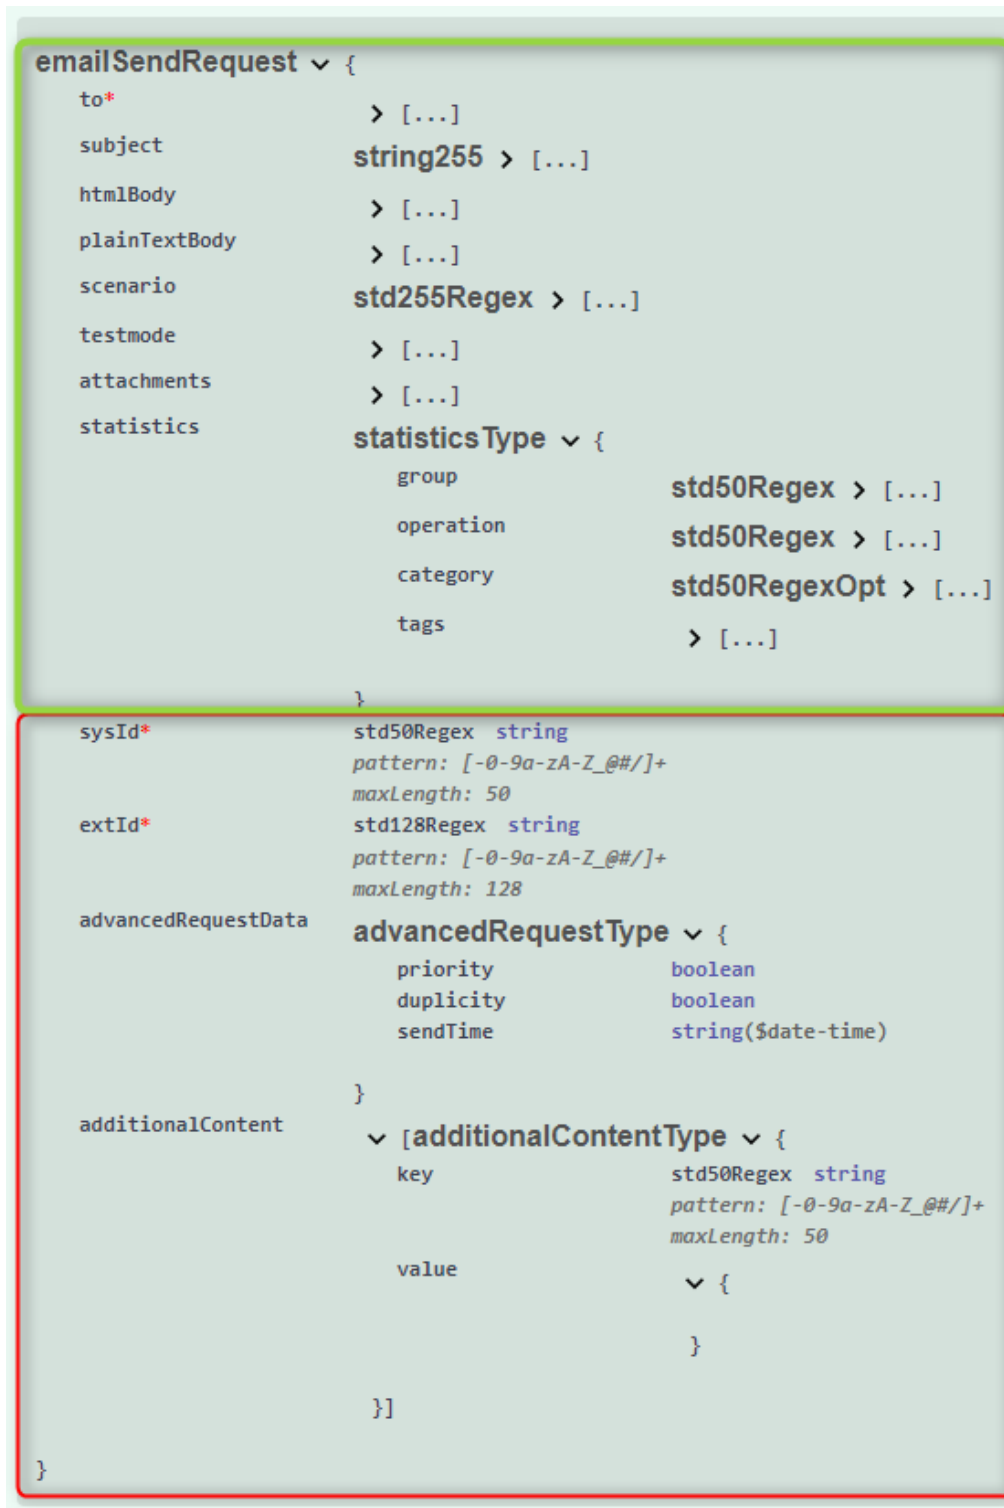 emailSendRequest {
to* [...]
subject string255 > [...]
htmlBody > [...]
plainTextBody > [...]
scenario std255Regex > [...]
testmode > [...]
attachments > [...]
statistics statisticsType {
group std50Regex > [...]
operation std50Regex > [...]
category std50RegexOpt > [...]
tags > [...]
}
sysId* std50Regex string
pattern: [-0-9a-zA-Z_@#/]+
maxLength: 50
extId* std128Regex string
pattern: [-0-9a-zA-Z_@#/]+
maxLength: 128
advancedRequestData advancedRequestType {
priority boolean
duplicity boolean
sendTime string($date-time)
}
additionalContent [additionalContentType {
key std50Regex string
pattern: [-0-9a-zA-Z_@#/]+
maxLength: 50
value {
}
}]
}